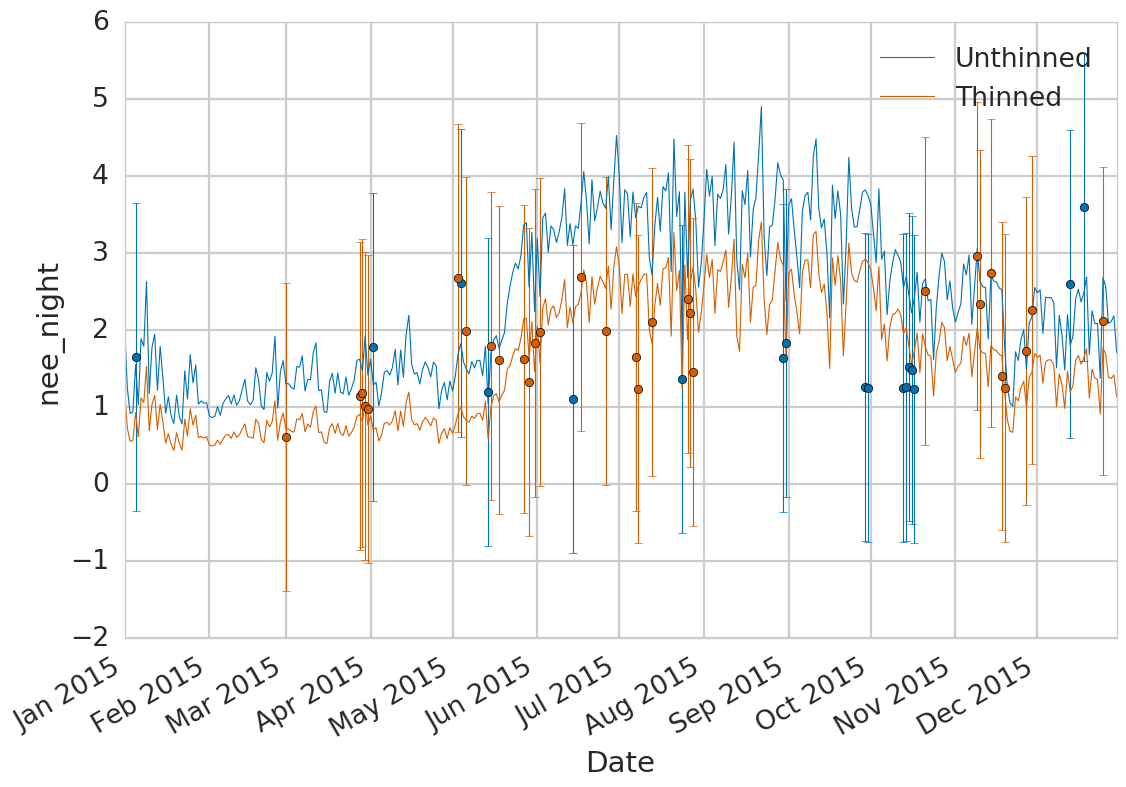 6
5
4
3
2
1
0
−1
−2
nee_night
Unthinned
Thinned
Jan 2015
Feb 2015
Mar 2015
Apr 2015
May 2015
Jun 2015
Jul 2015
Aug 2015
Sep 2015
Oct 2015
Nov 2015
Dec 2015
Date